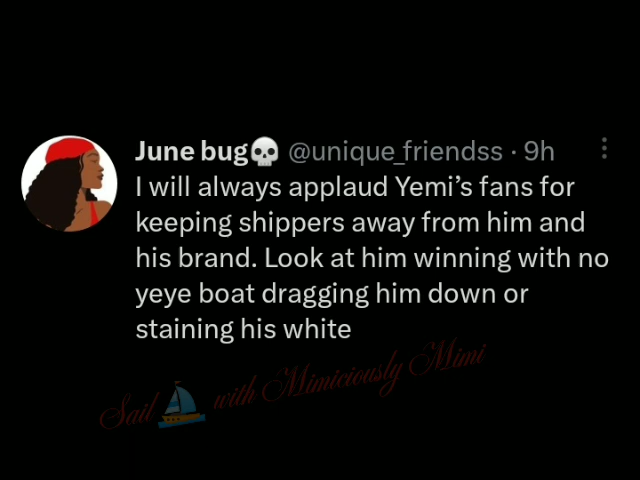 June bug💀 @unique_friendss · 9h
I will always applaud Yemi’s fans for
keeping shippers away from him and
his brand. Look at him winning with no
yeye boat dragging him down or
staining his white
Sail ⛵ with Mimiciously Mimi